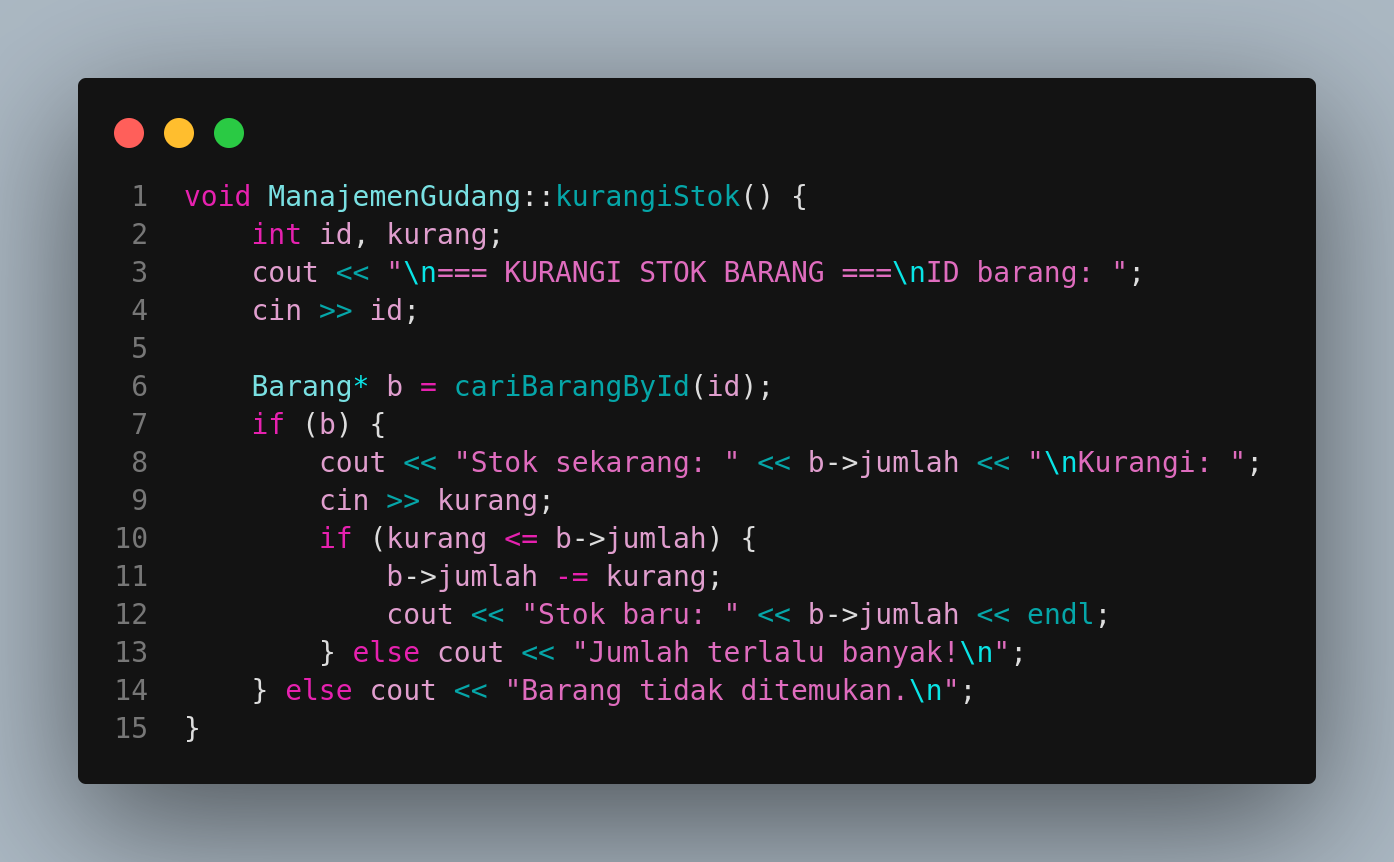 1 void ManajemenGudang::kurangiStok() {
2     int id, kurang;
3     cout << "\n=== KURANGI STOK BARANG ===\nID barang: ";
4     cin >> id;
5
6     Barang* b = cariBarangById(id);
7     if (b) {
8         cout << "Stok sekarang: " << b->jumlah << "\nKurangi: ";
9         cin >> kurang;
10         if (kurang <= b->jumlah) {
11             b->jumlah -= kurang;
12             cout << "Stok baru: " << b->jumlah << endl;
13         } else cout << "Jumlah terlalu banyak!\n";
14     } else cout << "Barang tidak ditemukan.\n";
15 }